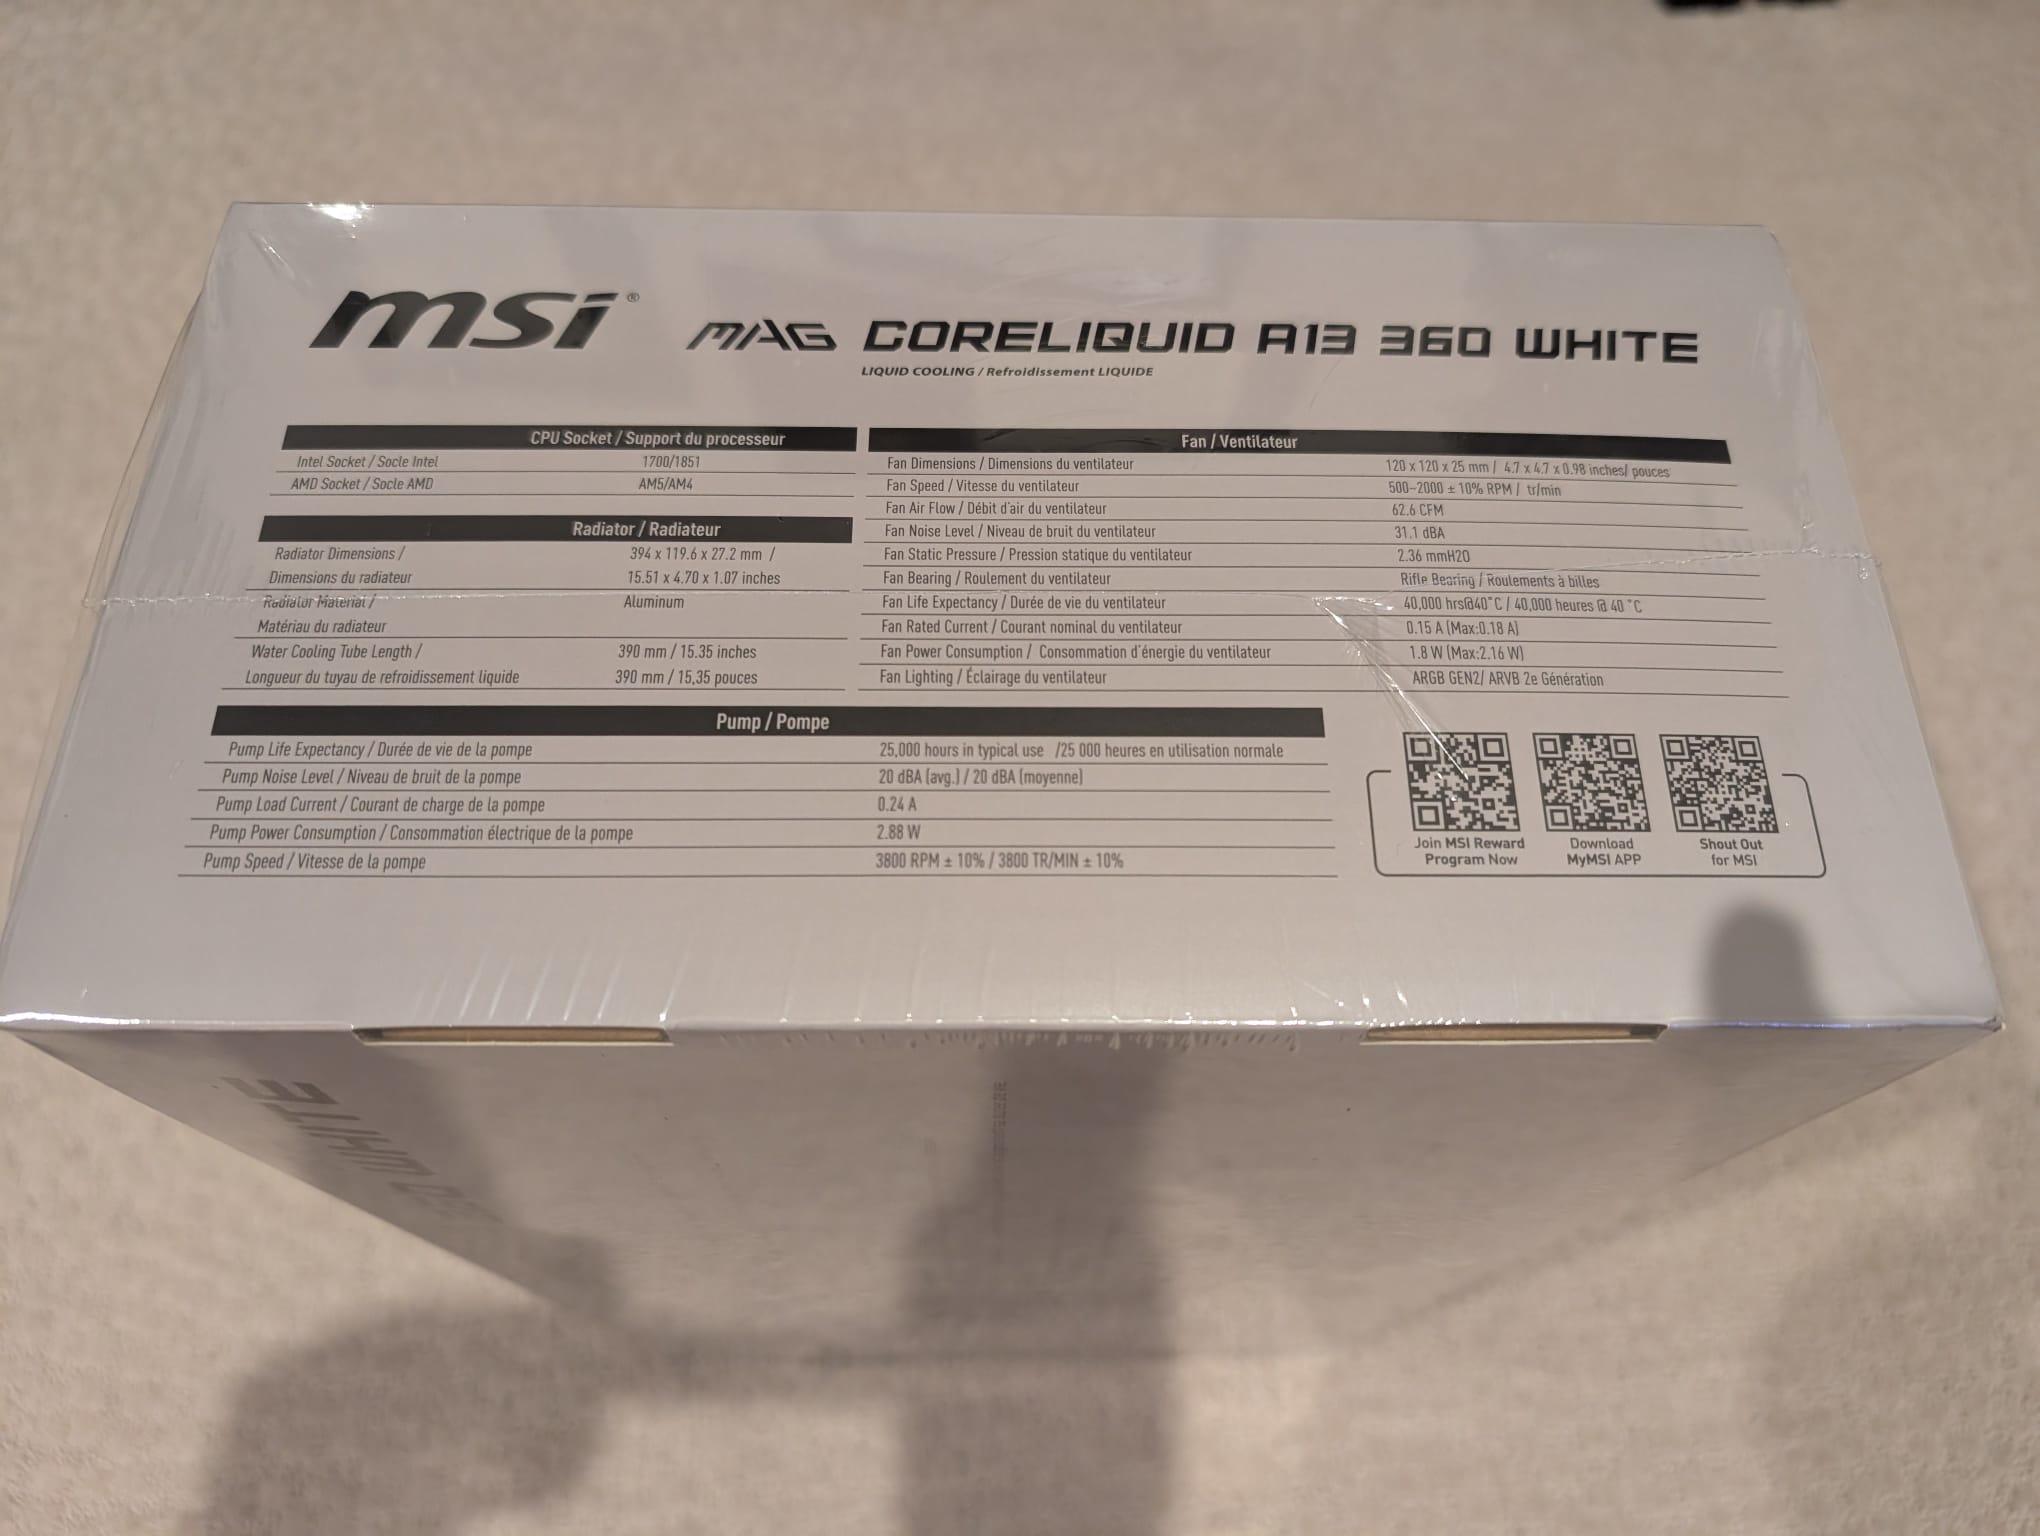 msi®
MAG CORELIQUID A13 360 WHITE
LIQUID COOLING / Refroidissement LIQUIDE
CPU Socket / Support du processeur
Intel Socket / Socle Intel 1700/1851
AMD Socket / Socle AMD AM5/AM4
Radiator / Radiateur
Radiator Dimensions / 394 x 119.6 x 27.2 mm /
Dimensions du radiateur 15.51 x 4.70 x 1.07 inches
Radiator Material / Aluminum
Matériau du radiateur
Water Cooling Tube Length / 390 mm / 15.35 inches
Longueur du tuyau de refroidissement liquide 390 mm / 15,35 pouces
Fan / Ventilateur
Fan Dimensions / Dimensions du ventilateur 120 x 120 x 25 mm / 4.7 x 4.7 x 0.98 inches/ pouces
Fan Speed / Vitesse du ventilateur 500~2000 ± 10% RPM / tr/min
Fan Air Flow / Débit d'air du ventilateur 62.6 CFM
Fan Noise Level / Niveau de bruit du ventilateur 31.1 dBA
Fan Static Pressure / Pression statique du ventilateur 2.36 mmH2O
Fan Bearing / Roulement du ventilateur Rifle Bearing / Roulements à billes
Fan Life Expectancy / Durée de vie du ventilateur 40,000 hrs@40°C / 40,000 heures @ 40 °C
Fan Rated Current / Courant nominal du ventilateur 0.15 A (Max:0.18 A)
Fan Power Consumption / Consommation d'énergie du ventilateur 1.8 W (Max:2.16 W)
Fan Lighting / Éclairage du ventilateur ARGB GEN2/ ARVB 2e Génération
Pump / Pompe
Pump Life Expectancy / Durée de vie de la pompe 25,000 hours in typical use /25 000 heures en utilisation normale
Pump Noise Level / Niveau de bruit de la pompe 20 dBA (avg.) / 20 dBA (moyenne)
Pump Load Current / Courant de charge de la pompe 0.24 A
Pump Power Consumption / Consommation électrique de la pompe 2.88 W
Pump Speed / Vitesse de la pompe 3800 RPM ± 10% / 3800 TR/MIN ± 10%
Join MSI Reward
Program Now
Download
MyMSI APP
Shout Out
for MSI
WHITE